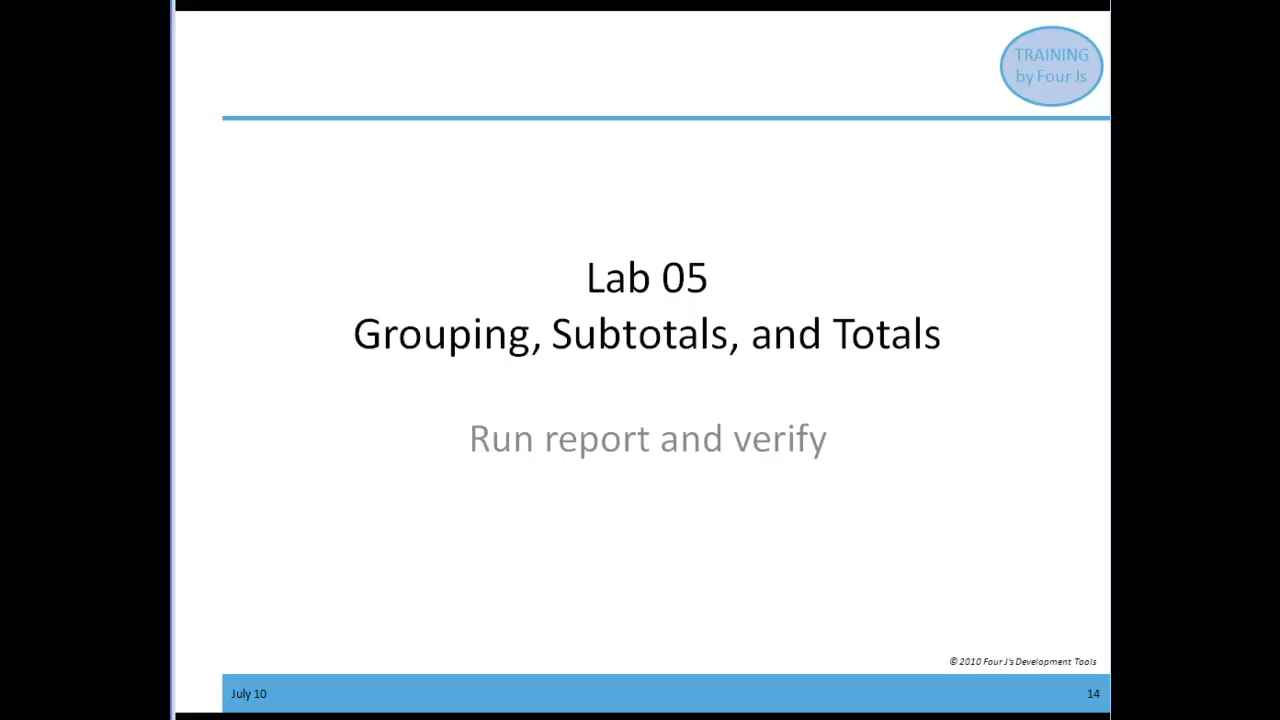 TRAINING
by Four Js
Lab 05
Grouping, Subtotals, and Totals
Run report and verify
© 2010 Four J's Development Tools
July 10
14